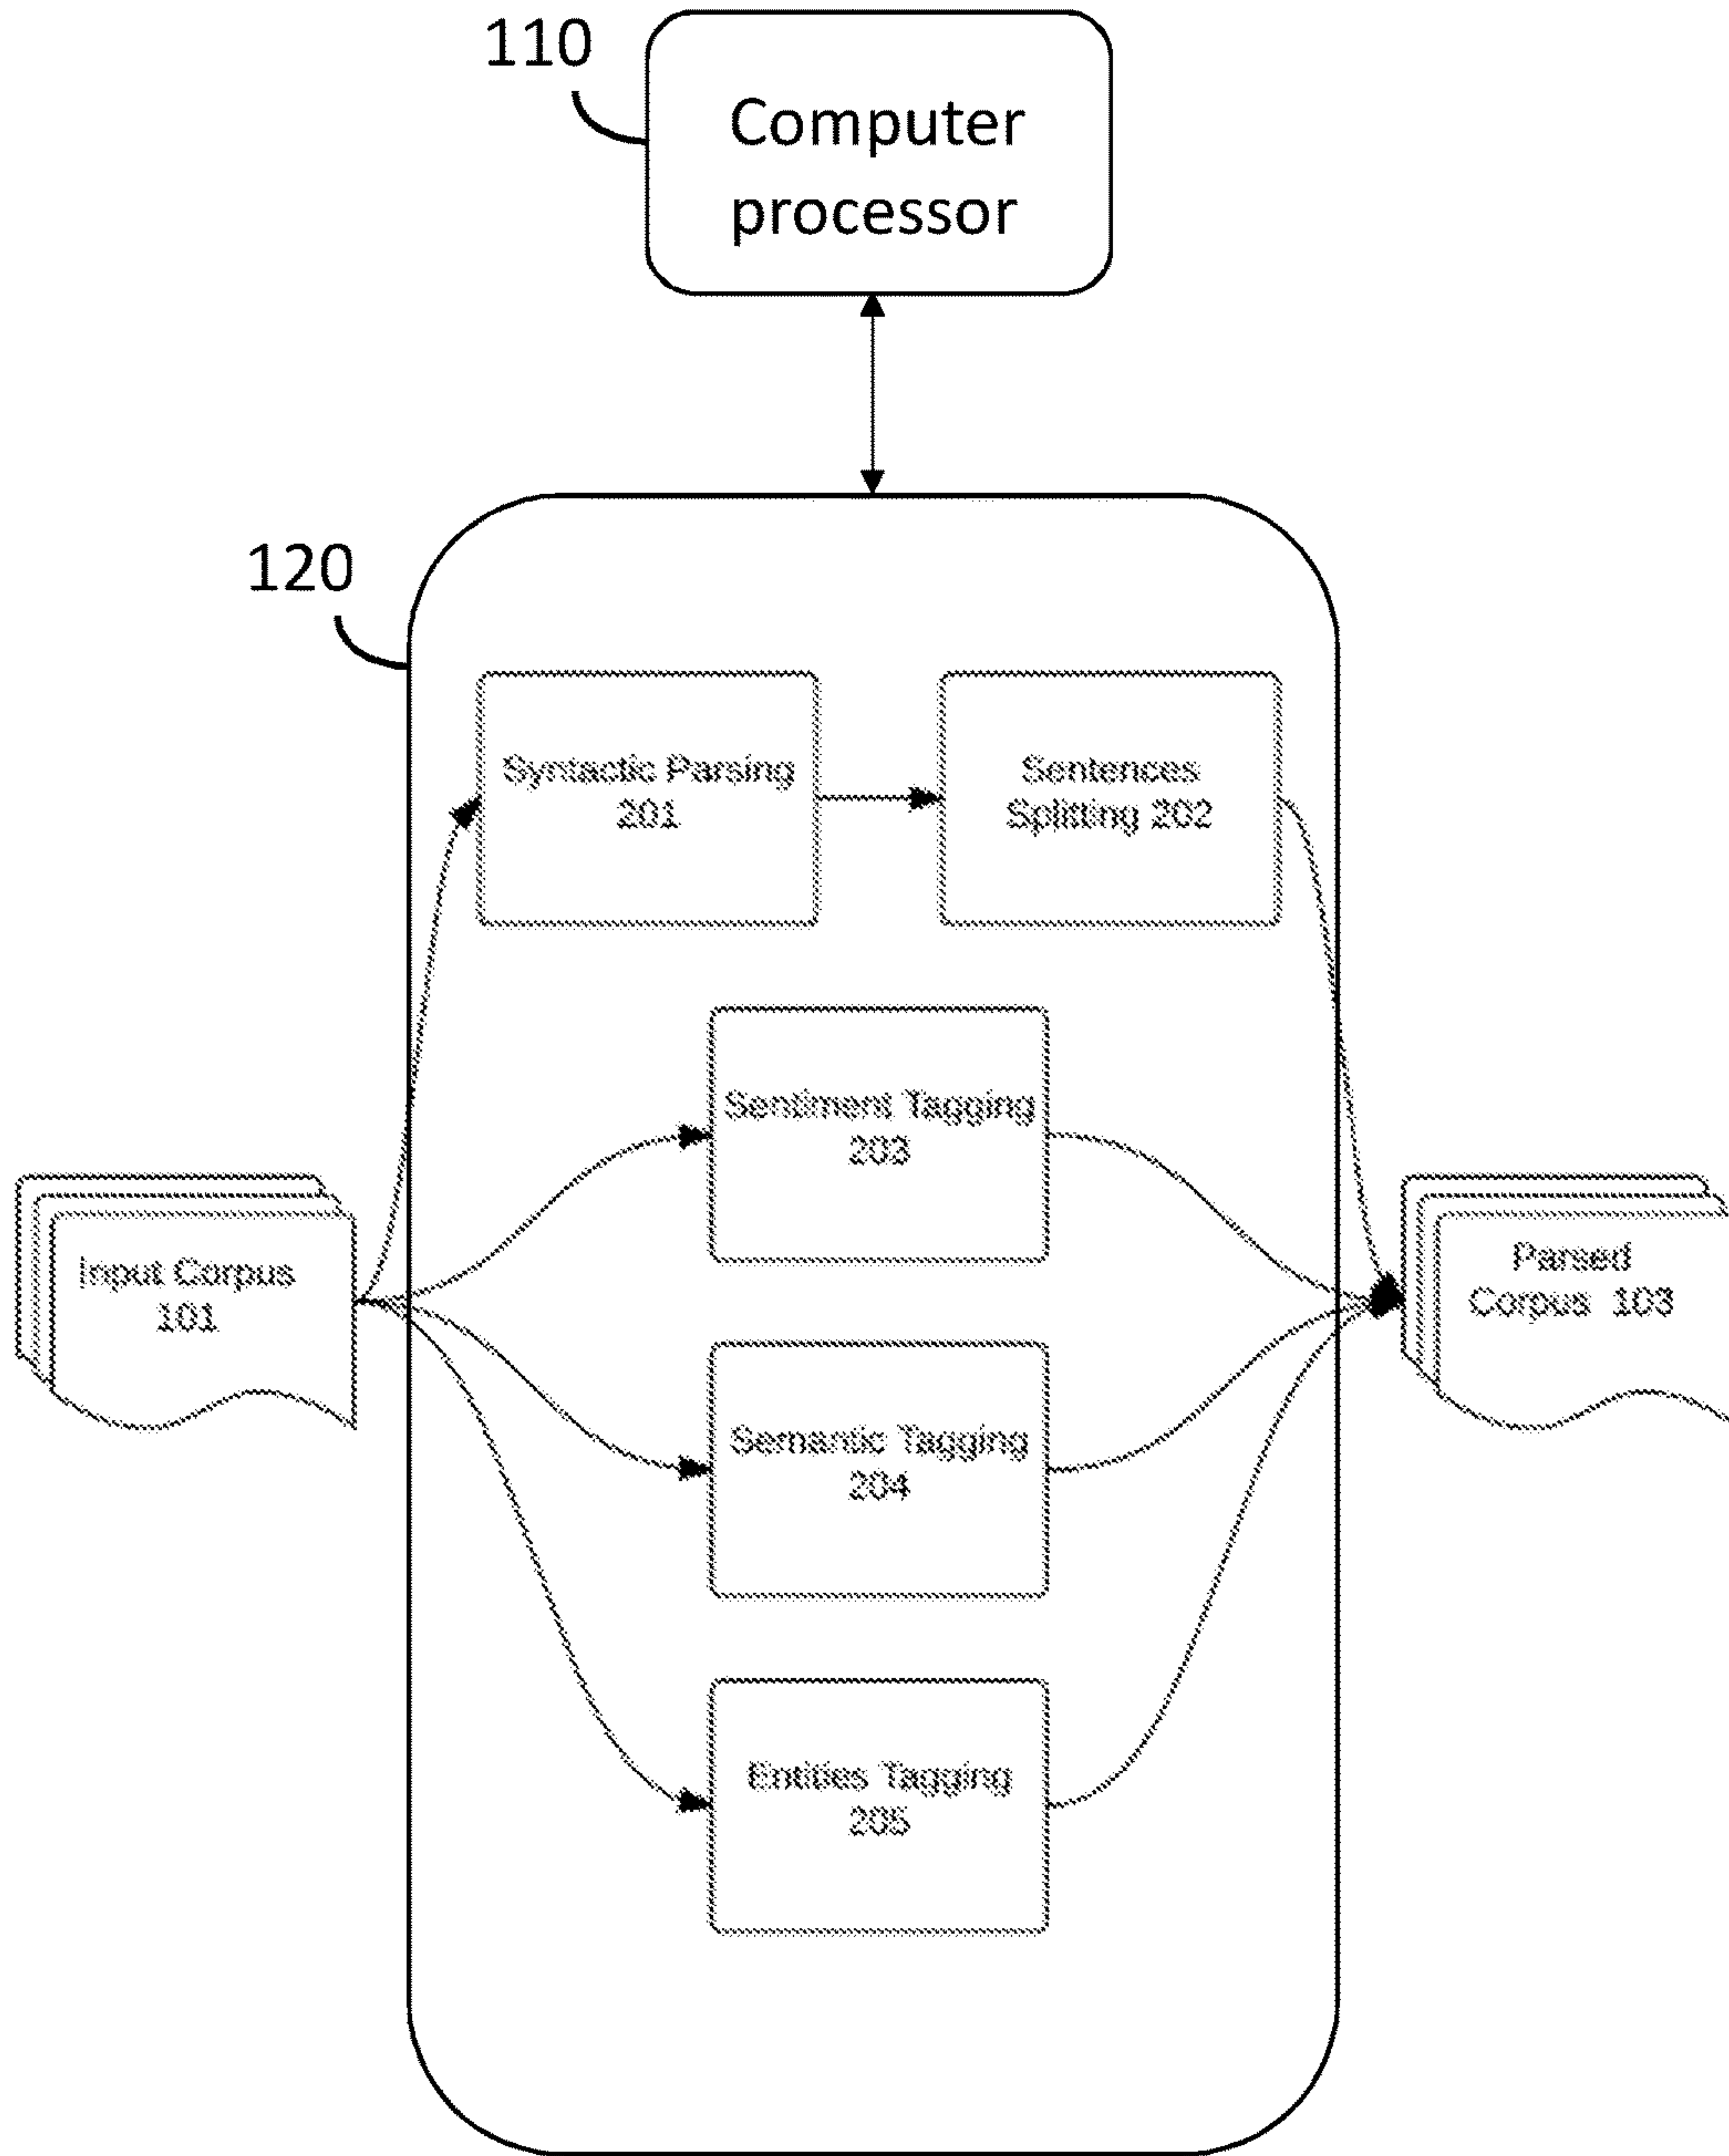 110
Computer
processor
120
Syntactic Parsing
201
Sentences
Splitting 202
Sentiment Tagging
203
Input Corpus
101
Parsed
Corpus 103
Semantic Tagging
204
Entities Tagging
205